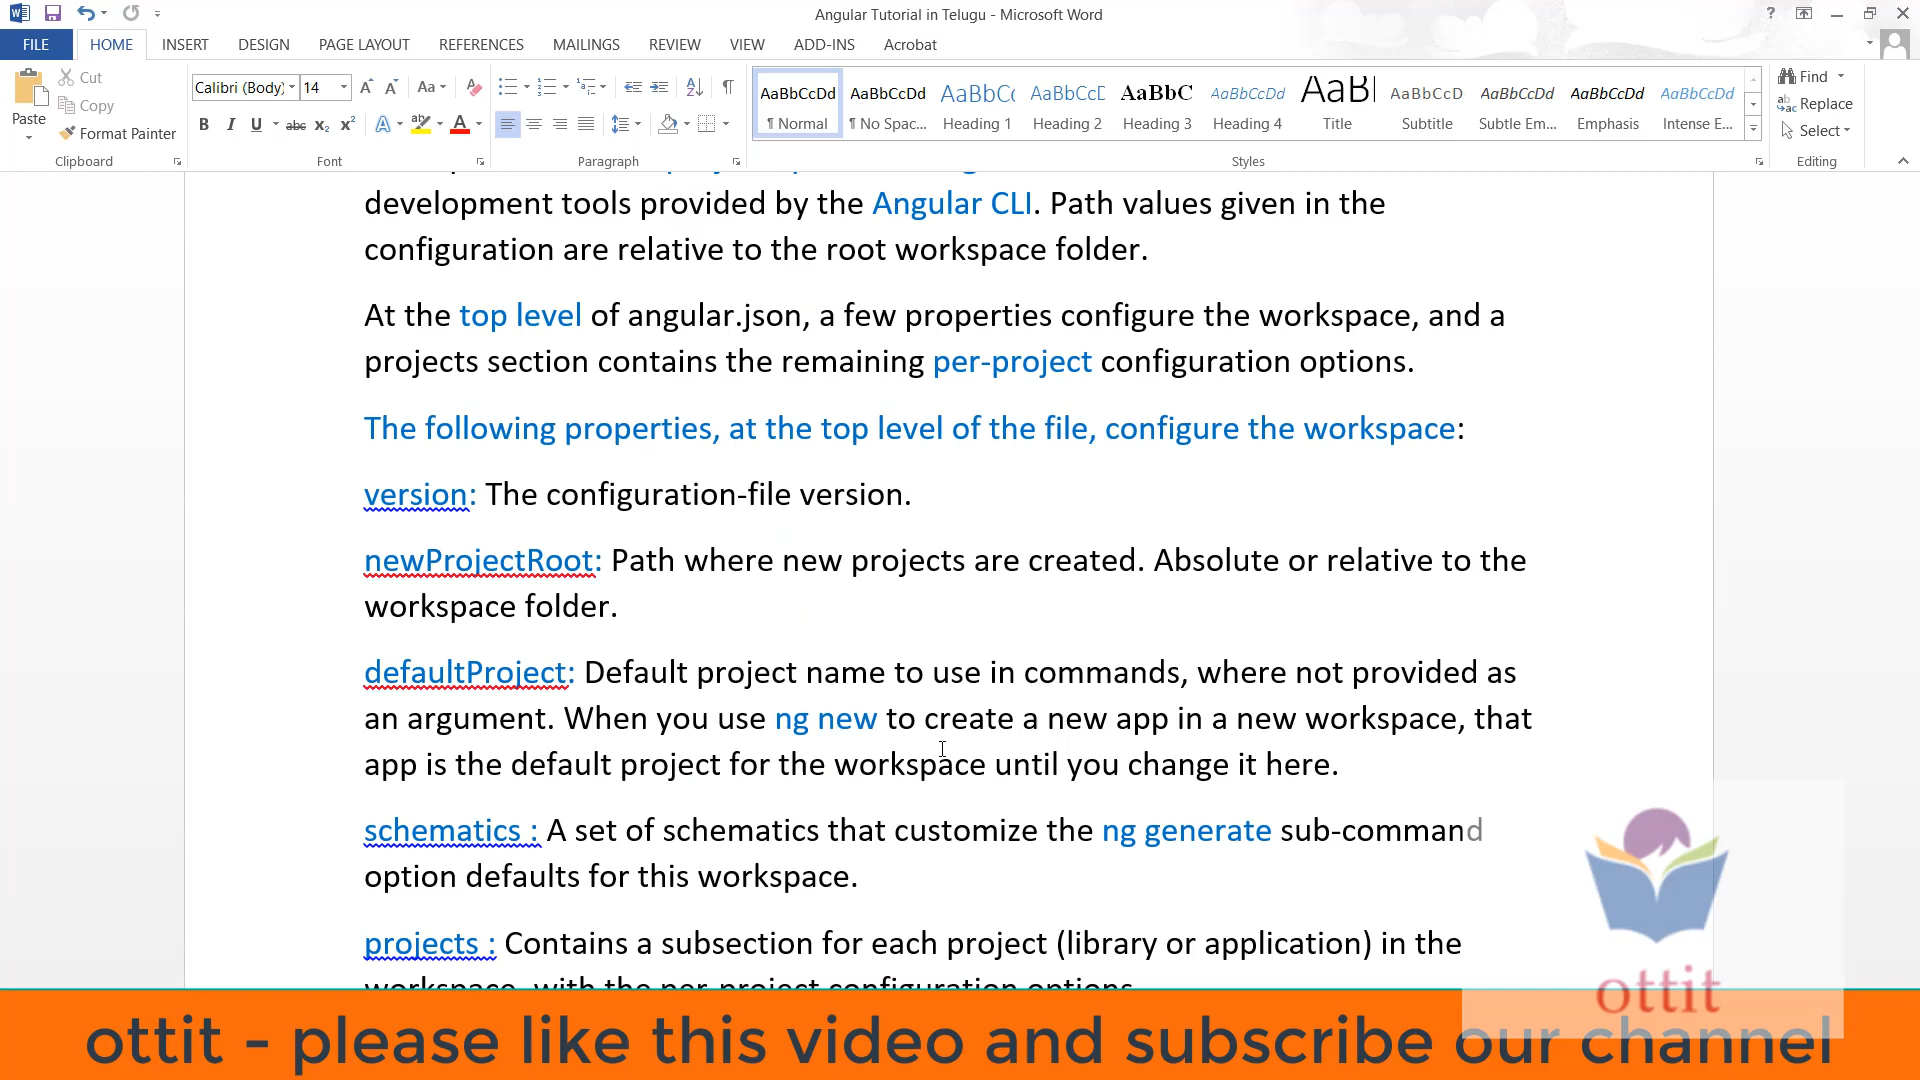 Angular Tutorial in Telugu - Microsoft Word
FILE HOME INSERT DESIGN PAGE LAYOUT REFERENCES MAILINGS REVIEW VIEW ADD-INS Acrobat
Paste
Cut
Copy
Format Painter
Clipboard
Calibri (Body) 14
Font
Paragraph
AaBbCcDd AaBbCcDd AaBbC AaBbCcC AaBbC AaBbCcDd AaB AaBbCcD AaBbCcDd AaBbCcDd AaBbCcDd
¶ Normal ¶ No Spac... Heading 1 Heading 2 Heading 3 Heading 4 Title Subtitle Subtle Em... Emphasis Intense E...
Styles
Find
Replace
Select
Editing
development tools provided by the Angular CLI. Path values given in the
configuration are relative to the root workspace folder.
At the top level of angular.json, a few properties configure the workspace, and a
projects section contains the remaining per-project configuration options.
The following properties, at the top level of the file, configure the workspace:
version: The configuration-file version.
newProjectRoot: Path where new projects are created. Absolute or relative to the
workspace folder.
defaultProject: Default project name to use in commands, where not provided as
an argument. When you use ng new to create a new app in a new workspace, that
app is the default project for the workspace until you change it here.
schematics : A set of schematics that customize the ng generate sub-command
option defaults for this workspace.
projects : Contains a subsection for each project (library or application) in the
workspace, with the per-project configuration options.
ottit
ottit - please like this video and subscribe our channel